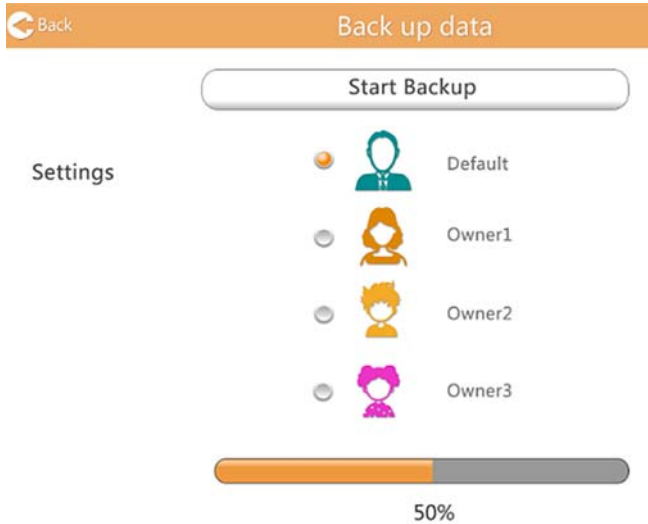 Back
Back up data
Start Backup
Settings
Default
Owner1
Owner2
Owner3
50%